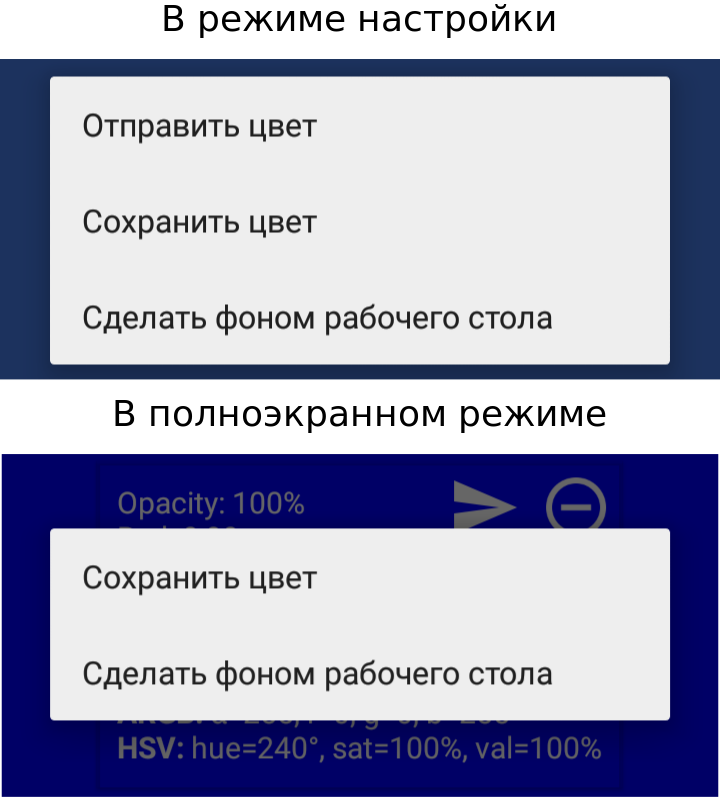 В режиме настройки
Отправить цвет
Сохранить цвет
Сделать фоном рабочего стола
В полноэкранном режиме
Opacity: 100%
Сохранить цвет
Сделать фоном рабочего стола
HSV: hue=240°, sat=100%, val=100%